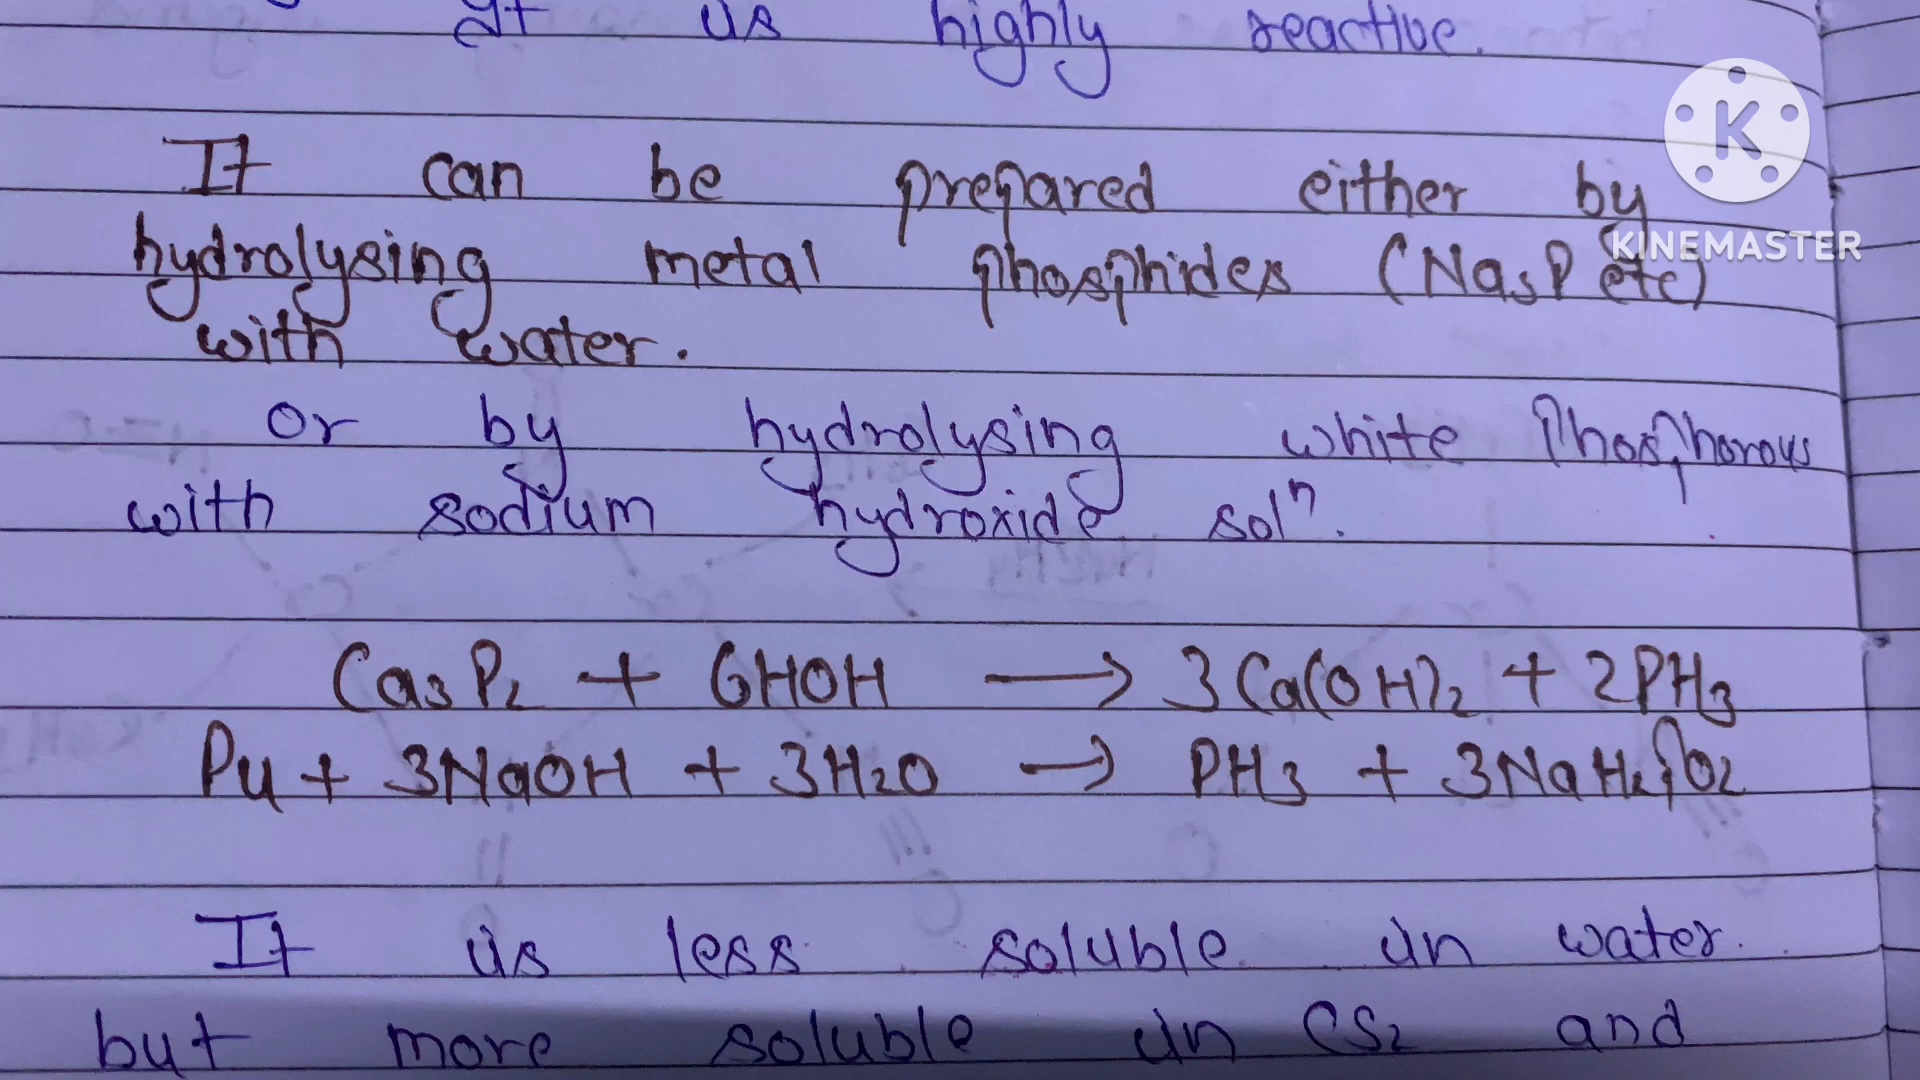 It is highly reactive.
It can be prepared either by
hydrolysing metal phosphides (Na3P etc)
with water.
or by hydrolysing white Phosphorous
with sodium hydroxide solⁿ.
Ca3P2 + 6HOH → 3Ca(OH)2 + 2PH3
P4 + 3NaOH + 3H2O → PH3 + 3NaH2PO2
It is less soluble in water.
but more soluble in CS2 and
K
KINEMASTER